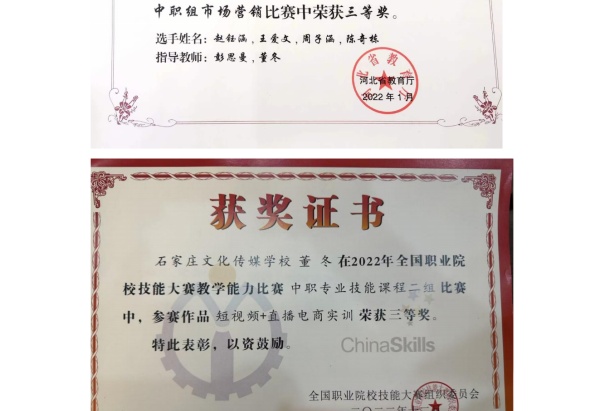 中职组市场营销比赛中荣获三等奖。
选手姓名：赵钰涵，王爱文，周子涵，陈奇栋
指导教师：彭思曼，董冬
河北省教育厅
2022年1月
获奖证书
石家庄文化传媒学校 董 冬 在2022年全国职业院
校技能大赛教学能力比赛 中职专业技能课程二组 比赛
中，参赛作品 短视频+直播电商实训 荣获三等奖。
特此表彰，以资鼓励。
ChinaSkills
全国职业院校技能大赛组织委员会
二〇二二年